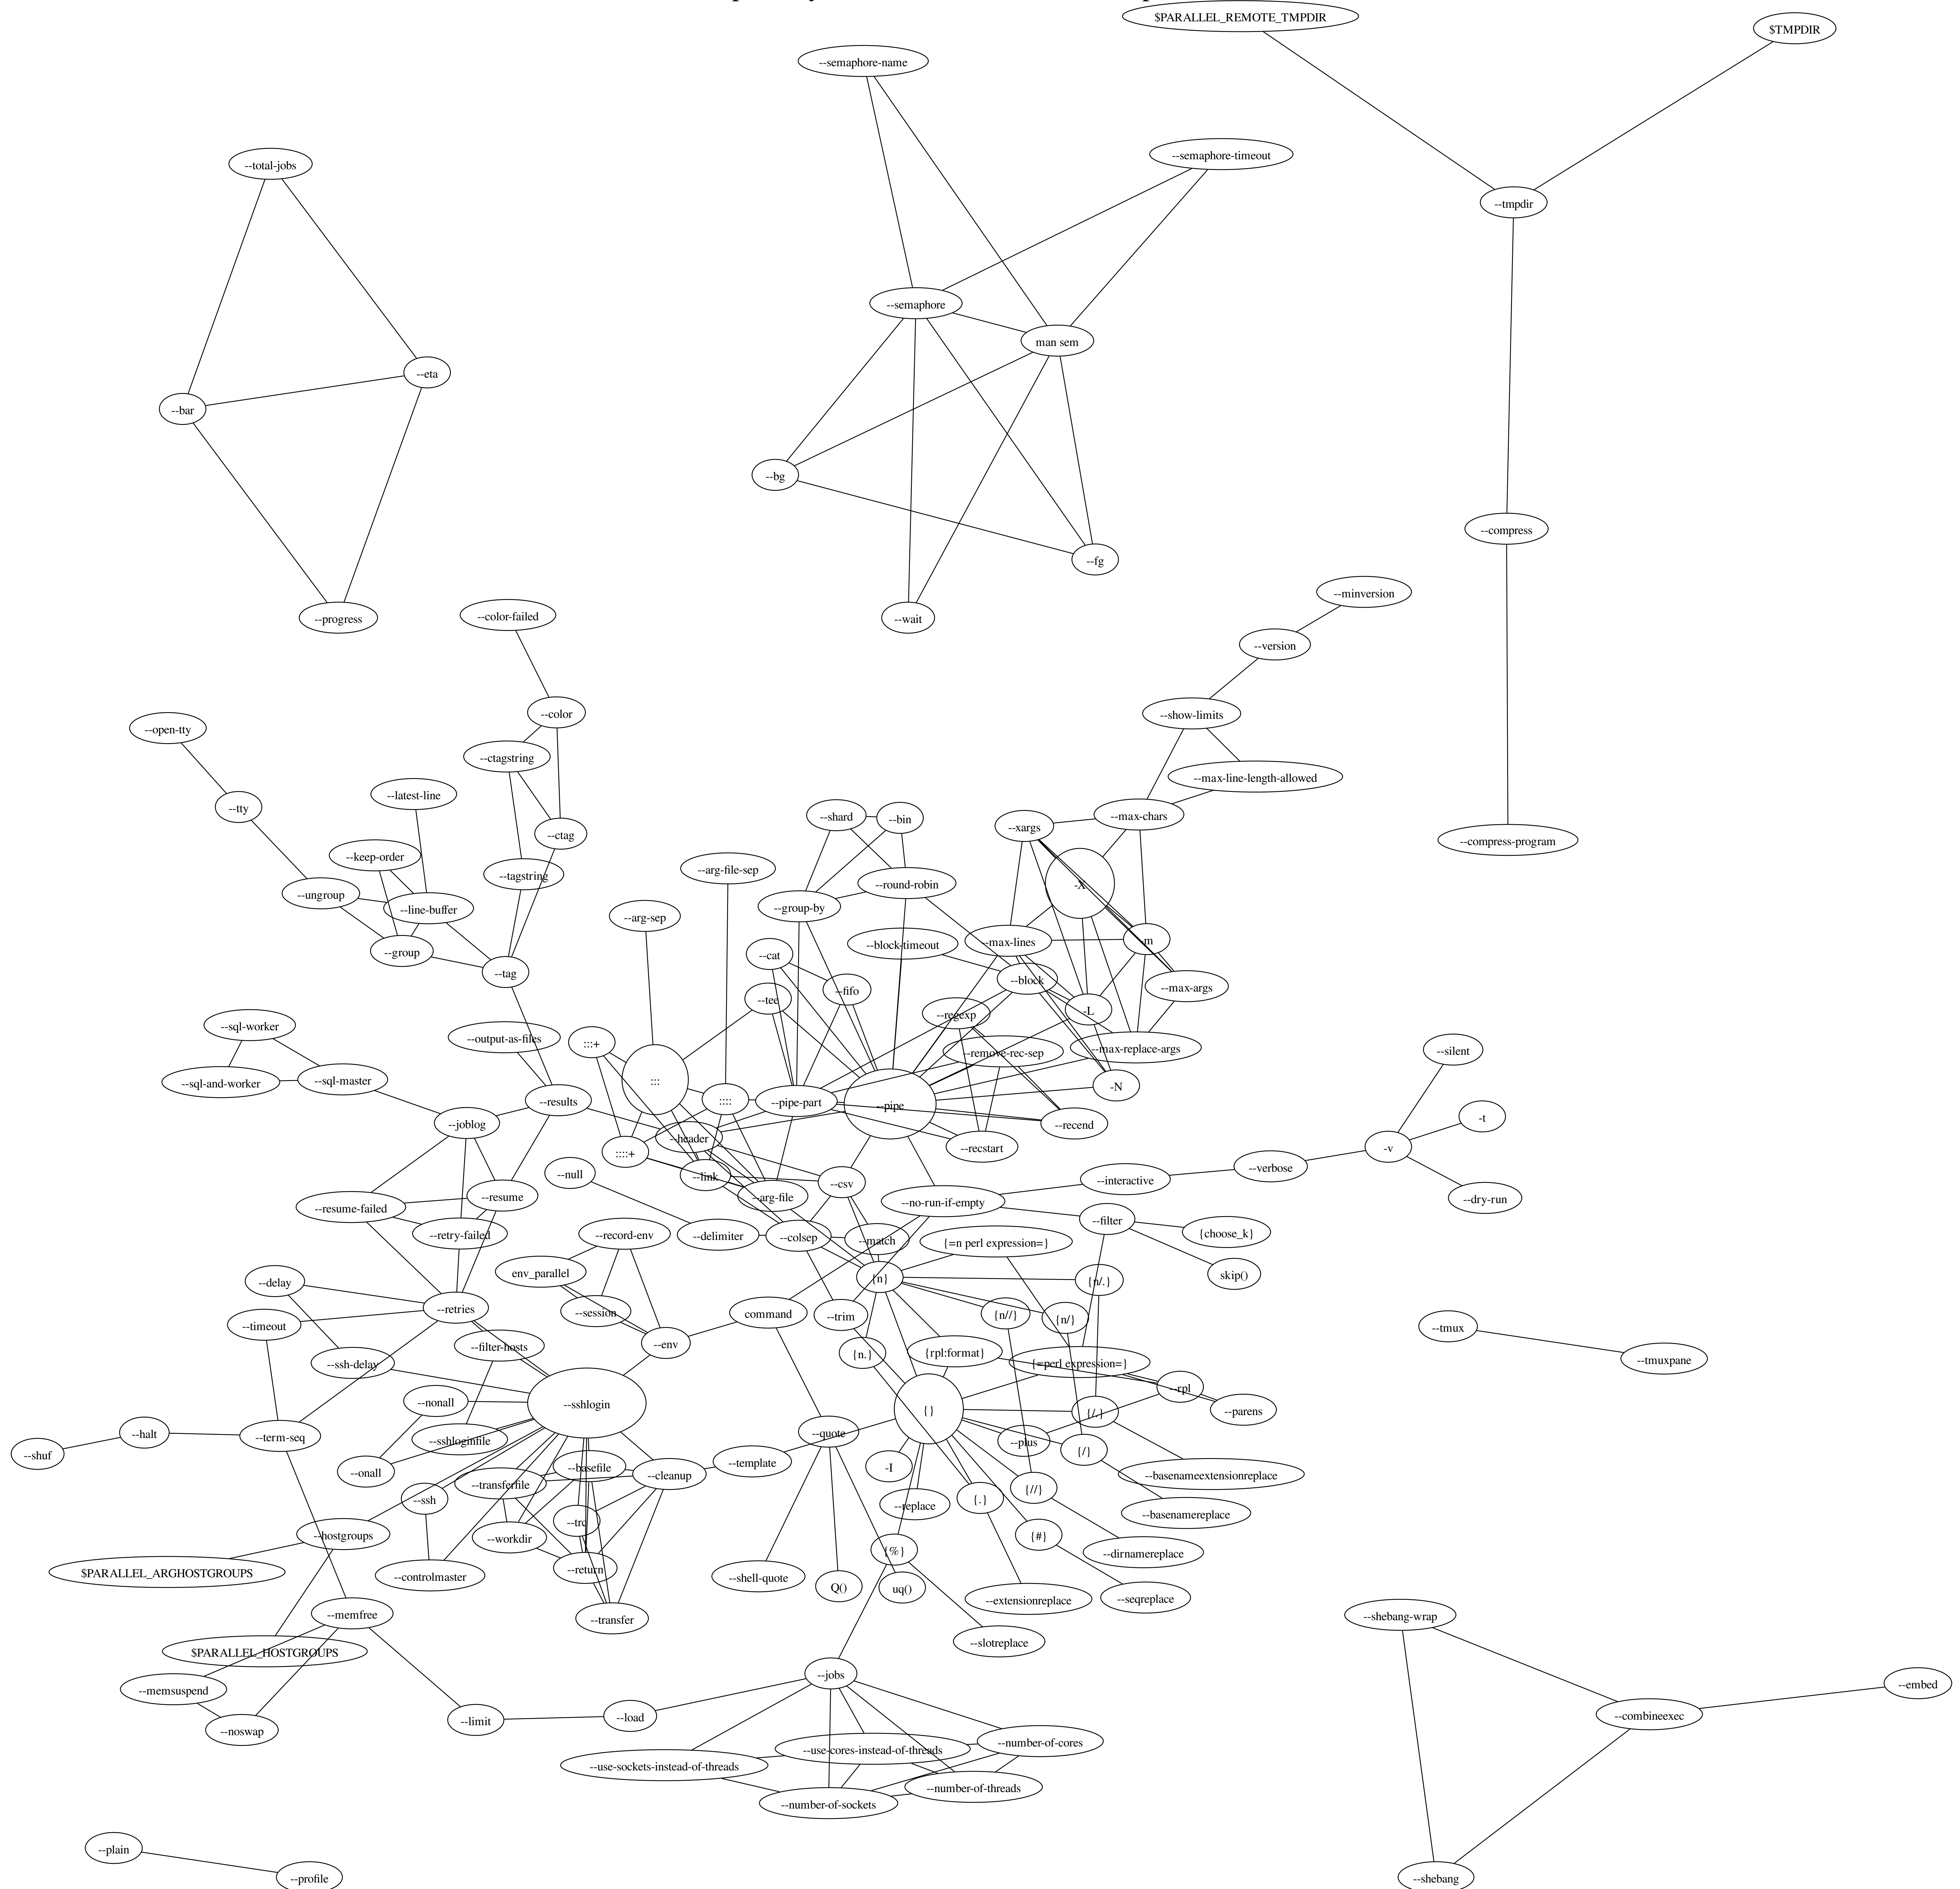 $PARALLEL_REMOTE_TMPDIR
$TMPDIR
--semaphore-name
--semaphore-timeout
--total-jobs
--tmpdir
--semaphore
man sem
--eta
--bar
--bg
--compress
--fg
--minversion
--color-failed
--progress
--wait
--version
--color
--show-limits
--open-tty
--ctagstring
--max-line-length-allowed
--latest-line
--tty
--shard
--bin
--max-chars
--xargs
--ctag
--compress-program
--keep-order
--arg-file-sep
--tagstring
--round-robin
-X
--ungroup
--line-buffer
--group-by
--arg-sep
--block-timeout
--max-lines
-m
--group
--cat
--tag
--block
--max-args
--fifo
--tee
-L
--regexp
--sql-worker
--output-as-files
:::+
--remove-rec-sep
--max-replace-args
--silent
--sql-and-worker
--sql-master
:::
-N
--results
::::
--pipe-part
--pipe
--joblog
--recend
-t
--header
::::+
--recstart
-v
--null
--link
--csv
--interactive
--verbose
--resume
--arg-file
--no-run-if-empty
--dry-run
--resume-failed
--retry-failed
--record-env
--delimiter
--colsep
--match
{=n perl expression=}
--filter
{choose_k}
env_parallel
--delay
{n}
{n/.}
skip()
--retries
--session
command
--trim
{n//}
{n/}
--timeout
--tmux
--filter-hosts
--env
{n.}
{rpl:format}
--ssh-delay
{=perl expression=}
--tmuxpane
--rpl
--nonall
--sshlogin
{}
{/.}
--parens
--halt
--term-seq
--sshloginfile
--quote
--plus
{/}
--shuf
--onall
--basefile
--cleanup
--template
-I
--basenameextensionreplace
--transferfile
--ssh
--replace
{.}
{//}
--basenamereplace
--trc
--hostgroups
--workdir
{#}
{%}
--dirnamereplace
$PARALLEL_ARGHOSTGROUPS
--controlmaster
--return
--shell-quote
Q()
uq()
--extensionreplace
--seqreplace
--memfree
--transfer
--shebang-wrap
--slotreplace
$PARALLEL_HOSTGROUPS
--jobs
--memsuspend
--embed
--noswap
--limit
--load
--combineexec
--use-cores-instead-of-threads
--number-of-cores
--use-sockets-instead-of-threads
--number-of-threads
--number-of-sockets
--plain
--profile
--shebang